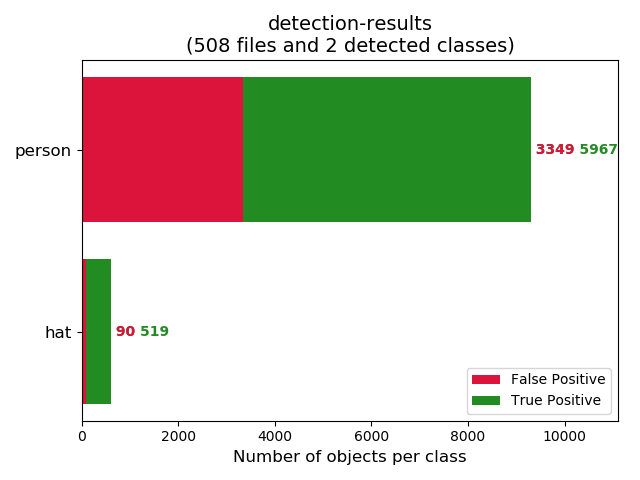 detection-results
(508 files and 2 detected classes)
person
3349 5967
hat
90 519
False Positive
True Positive
0 2000 4000 6000 8000 10000
Number of objects per class